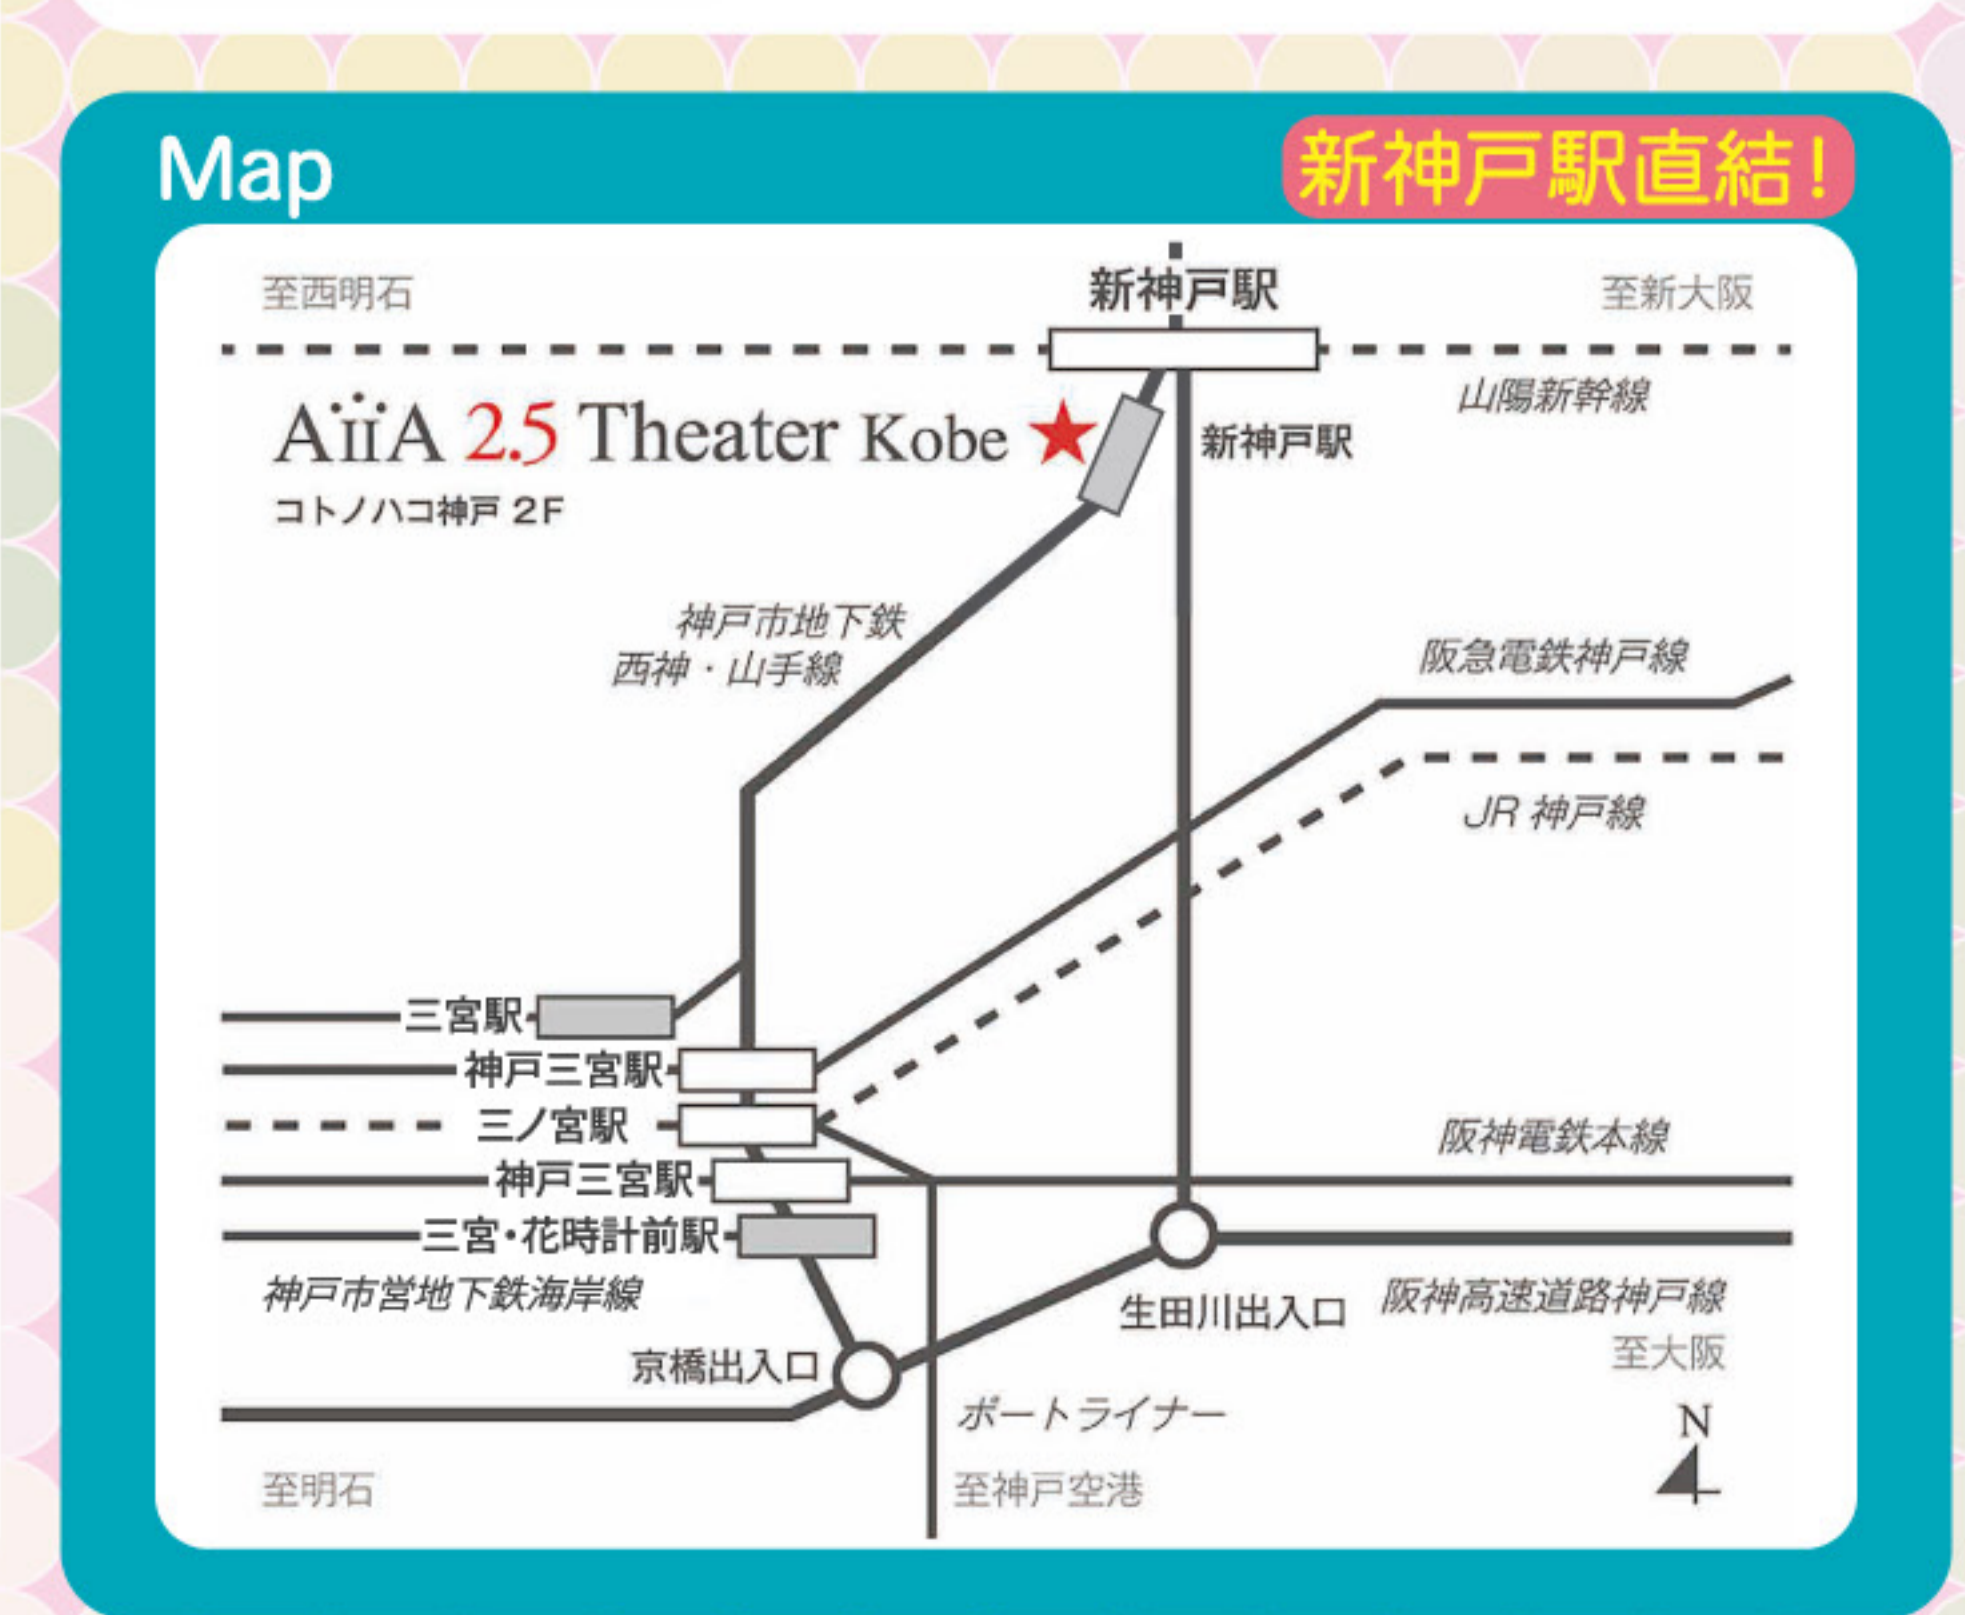 Map
新神戸駅直結！
至西明石
新神戸駅
至新大阪
山陽新幹線
AiiA 2.5 Theater Kobe ★
新神戸駅
コトノハコ神戸 2F
神戸市地下鉄
西神・山手線
阪急電鉄神戸線
JR 神戸線
三宮駅
神戸三宮駅
三ノ宮駅
阪神電鉄本線
神戸三宮駅
三宮・花時計前駅
神戸市営地下鉄海岸線
生田川出入口
阪神高速道路神戸線
至大阪
京橋出入口
ポートライナー
N
至明石
至神戸空港